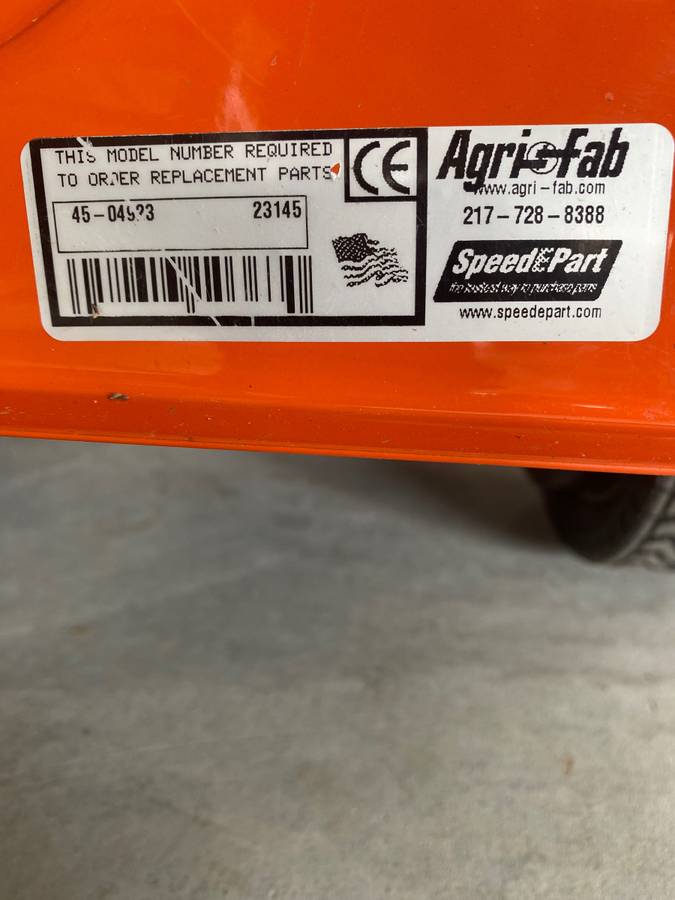 THIS MODEL NUMBER REQUIRED
TO ORDER REPLACEMENT PARTS
CE
23145
Agri-Fab
www.agri-fab.com
217-728-8388
SpeedEPart
the fastest way to purchase parts
www.speedepart.com